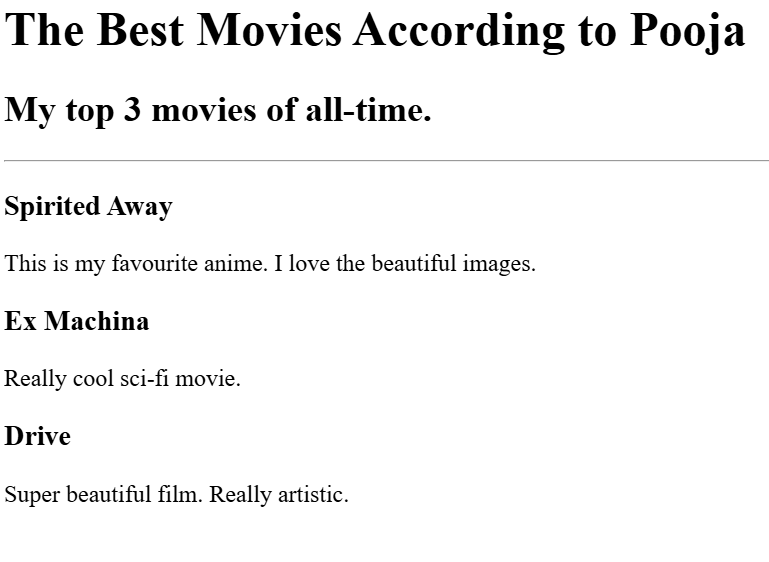 The Best Movies According to Pooja
My top 3 movies of all-time.
Spirited Away
This is my favourite anime. I love the beautiful images.
Ex Machina
Really cool sci-fi movie.
Drive
Super beautiful film. Really artistic.